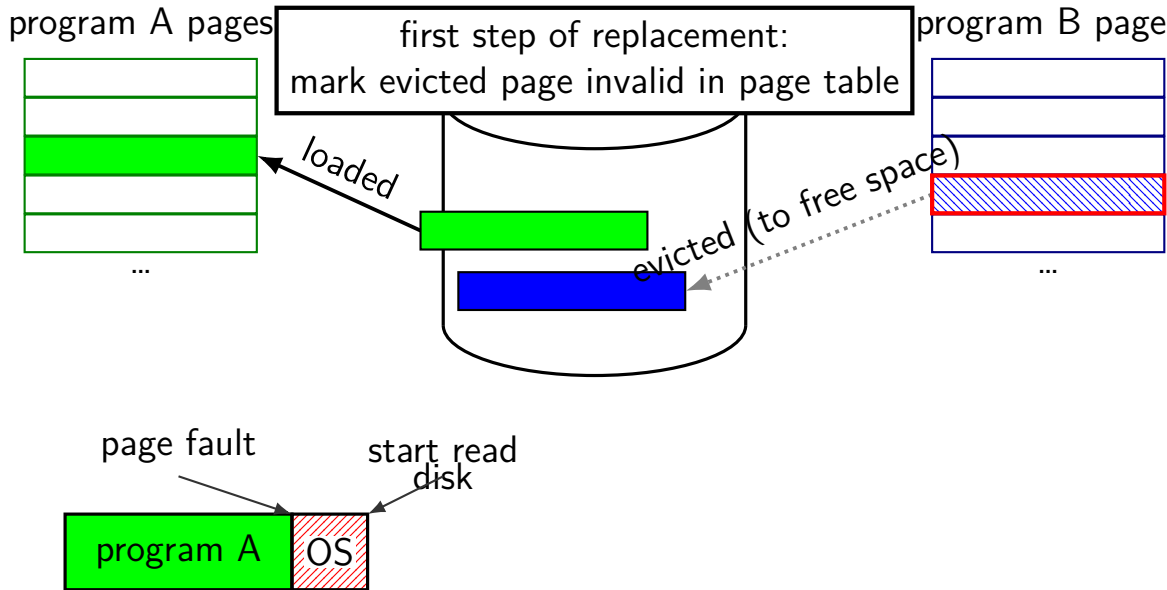 program A pages
first step of replacement:
mark evicted page invalid in page table
program B page
loaded
evicted (to free space)
...
...
page fault
start read
disk
program A
OS